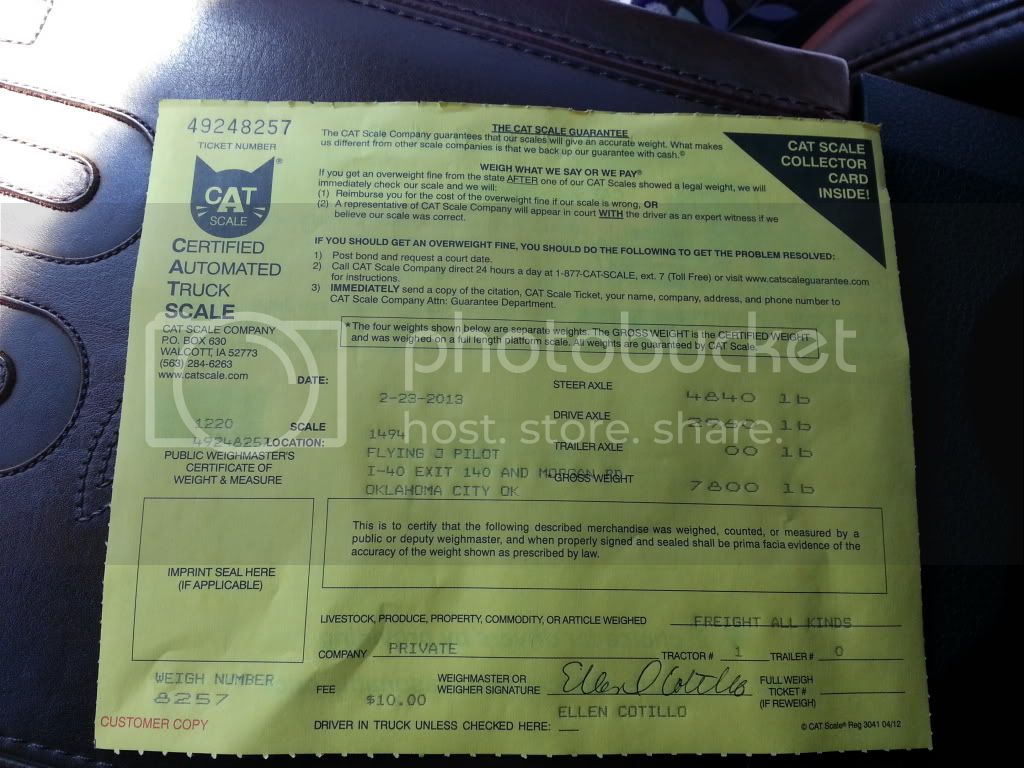 49248257
TICKET NUMBER
CAT
SCALE
®
CERTIFIED
AUTOMATED
TRUCK
SCALE
CAT SCALE COMPANY
P.O. BOX 630
WALCOTT, IA 52773
(563) 284-6263
www.catscale.com
THE CAT SCALE GUARANTEE
The CAT Scale Company guarantees that our scales will give an accurate weight. What makes
us different from other scale companies is that we back up our guarantee with cash.©
WEIGH WHAT WE SAY OR WE PAY®
If you get an overweight fine from the state AFTER one of our CAT Scales showed a legal weight, we will
immediately check our scale and we will:
(1) Reimburse you for the cost of the overweight fine if our scale is wrong, OR
(2) A representative of CAT Scale Company will appear in court WITH the driver as an expert witness if we
believe our scale was correct.
CAT SCALE
COLLECTOR
CARD
INSIDE!
IF YOU SHOULD GET AN OVERWEIGHT FINE, YOU SHOULD DO THE FOLLOWING TO GET THE PROBLEM RESOLVED:
1) Post bond and request a court date.
2) Call CAT Scale Company direct 24 hours a day at 1-877-CAT-SCALE, ext. 7 (Toll Free) or visit www.catscaleguarantee.com
for instructions.
3) IMMEDIATELY send a copy of the citation, CAT Scale Ticket, your name, company, address, and phone number to
CAT Scale Company Attn: Guarantee Department.
*The four weights shown below are separate weights. The GROSS WEIGHT is the CERTIFIED WEIGHT
and was weighed on a full length platform scale. All weights are guaranteed by CAT Scale.
photobucket
host. store. share.
DATE: 2-23-2013
STEER AXLE 4840 lb
DRIVE AXLE 2960 lb
TRAILER AXLE 00 lb
GROSS WEIGHT 7800 lb
1220
49248257
SCALE
LOCATION:
1494
FLYING J PILOT
I-40 EXIT 140 AND MORGAN RD
OKLAHOMA CITY OK
PUBLIC WEIGHMASTER'S
CERTIFICATE OF
WEIGHT & MEASURE
IMPRINT SEAL HERE
(IF APPLICABLE)
This is to certify that the following described merchandise was weighed, counted, or measured by a
public or deputy weighmaster, and when properly signed and sealed shall be prima facia evidence of the
accuracy of the weight shown as prescribed by law.
LIVESTOCK, PRODUCE, PROPERTY, COMMODITY, OR ARTICLE WEIGHED FREIGHT ALL KINDS
COMPANY PRIVATE TRACTOR # 1 TRAILER # 0
WEIGH NUMBER
8257
FEE $10.00
WEIGHMASTER OR
WEIGHER SIGNATURE Ellen Cotillo
ELLEN COTILLO
FULL WEIGH
TICKET #
(IF REWEIGH)
CUSTOMER COPY
DRIVER IN TRUCK UNLESS CHECKED HERE:
© CAT Scale® Reg 3041 04/12